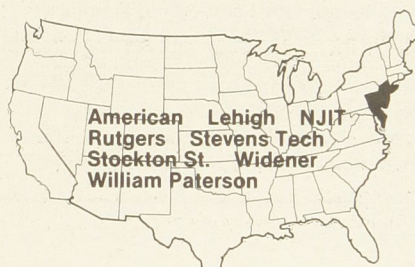 American Lehigh NJIT
Rutgers Stevens Tech
Stockton St. Widener
William Paterson